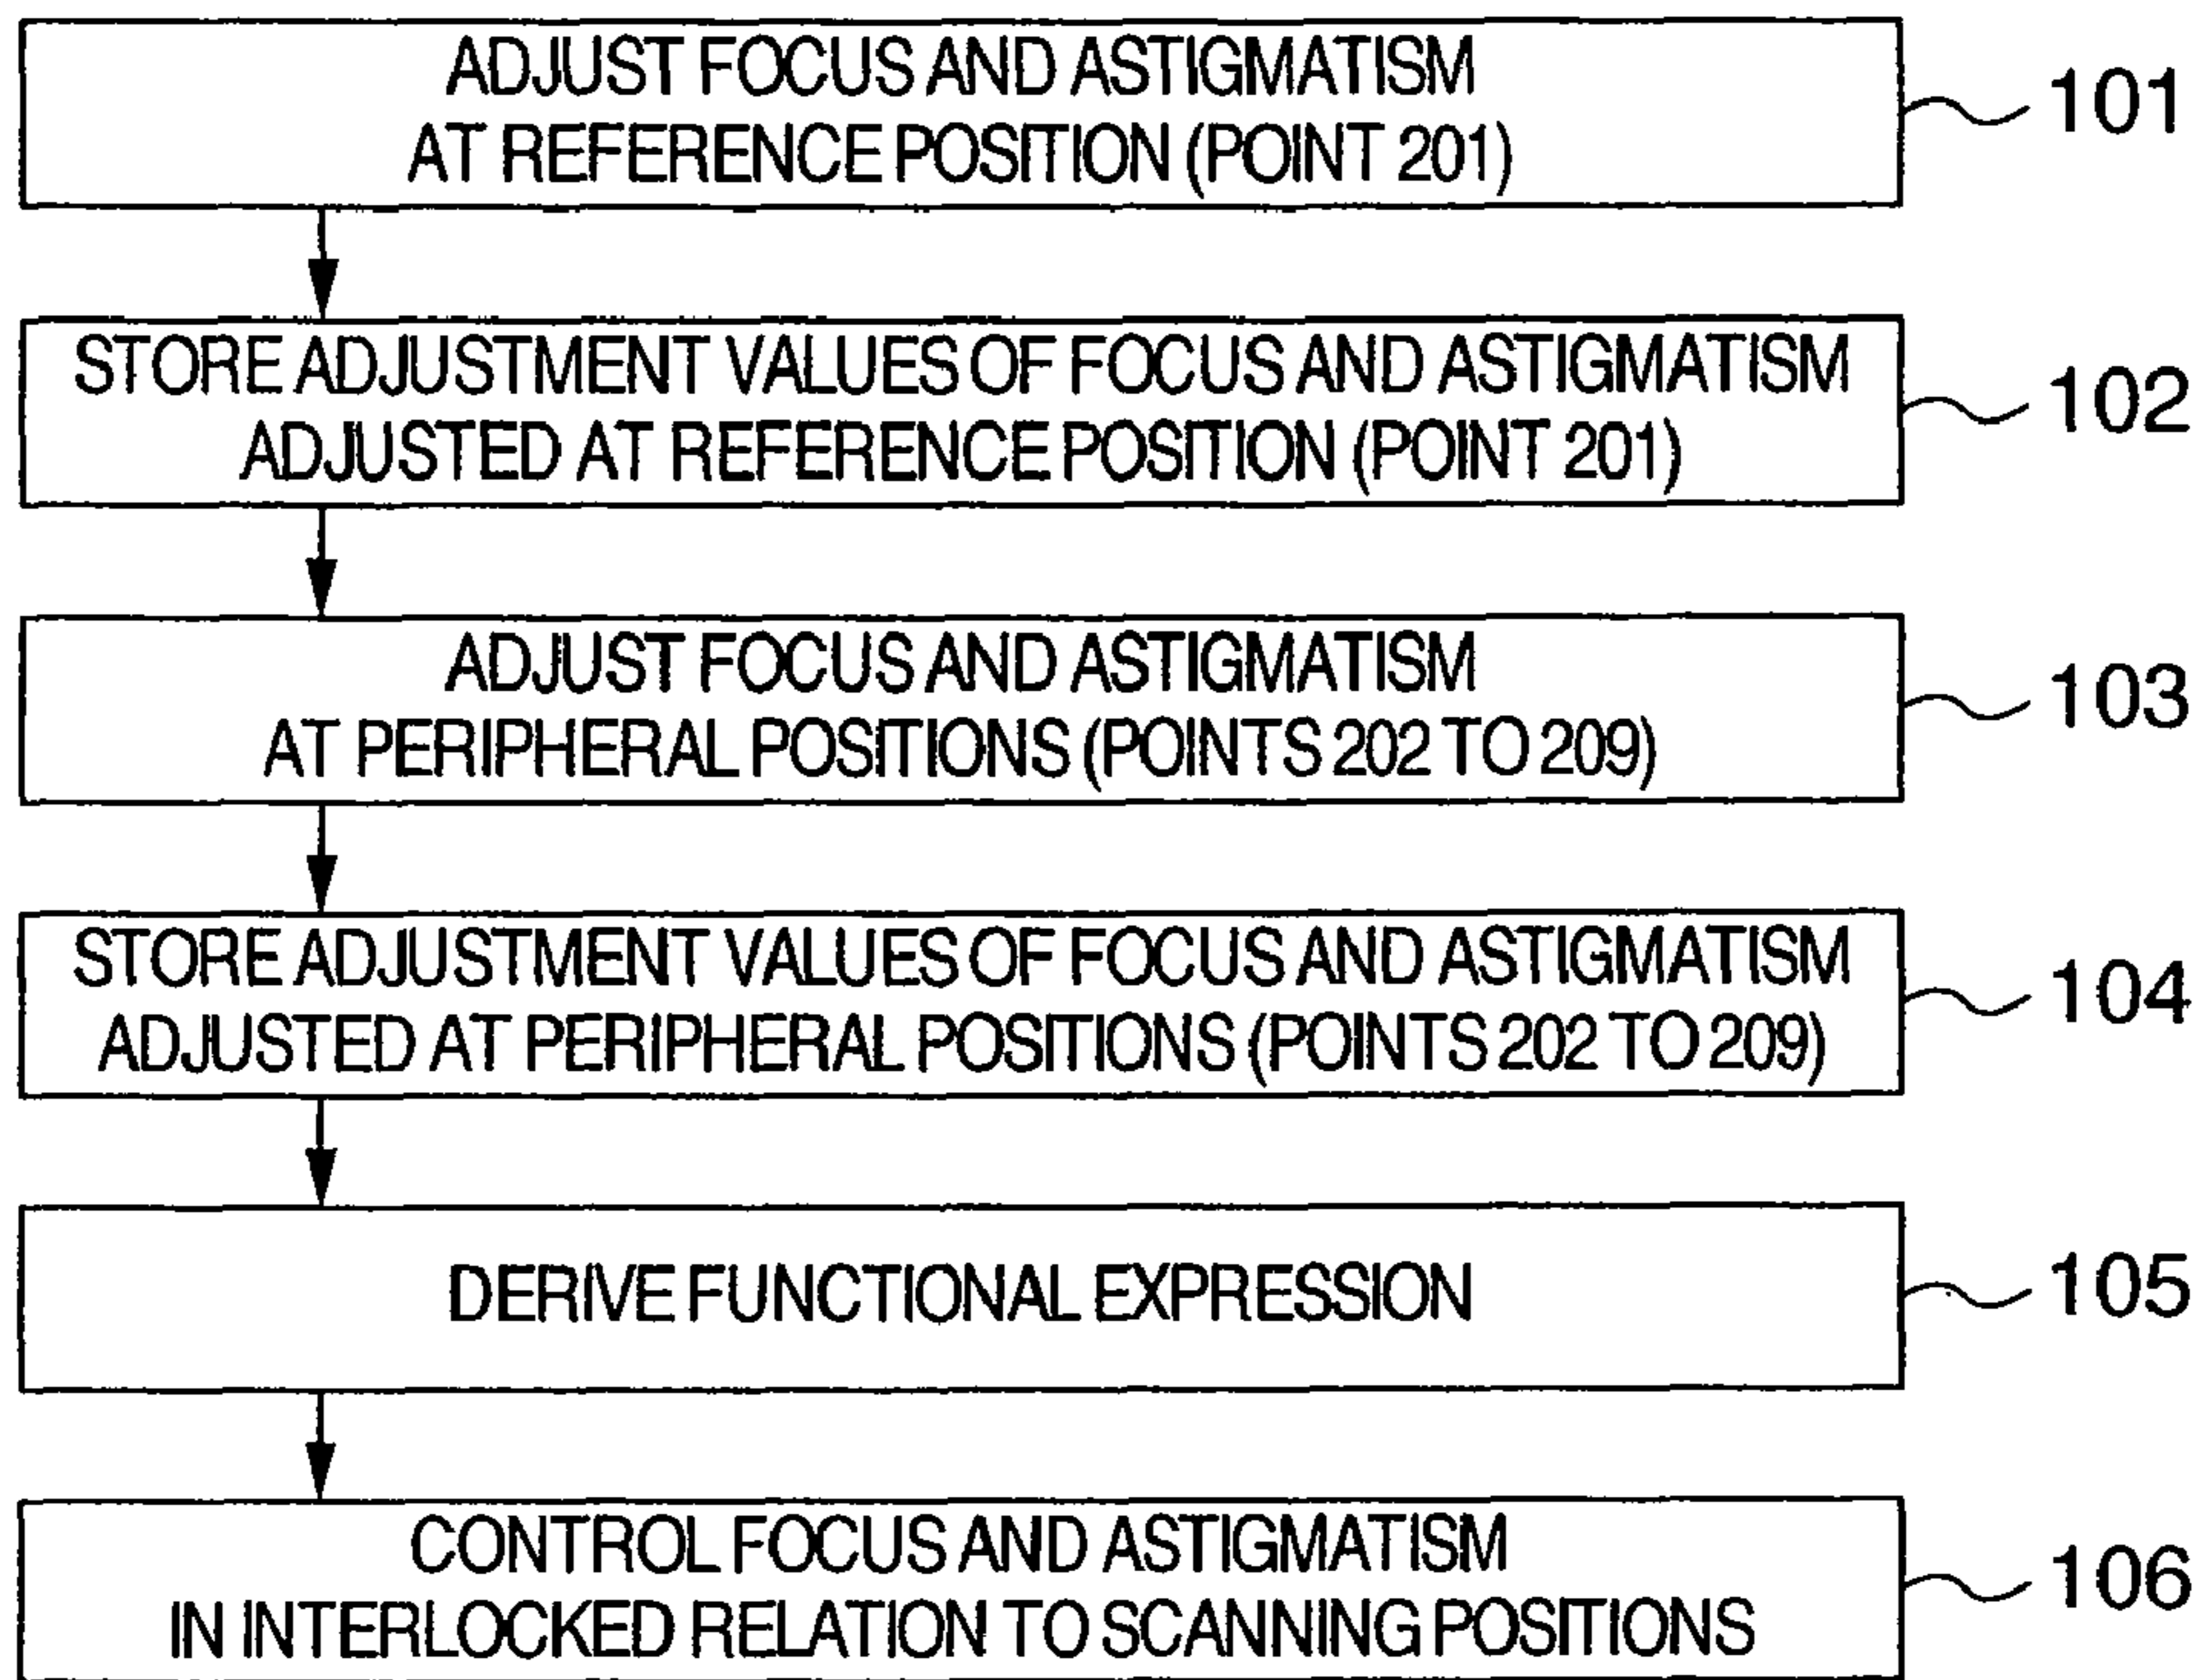 ADJUST FOCUS AND ASTIGMATISM
AT REFERENCE POSITION (POINT 201)
101
STORE ADJUSTMENT VALUES OF FOCUS AND ASTIGMATISM
ADJUSTED AT REFERENCE POSITION (POINT 201)
102
ADJUST FOCUS AND ASTIGMATISM
AT PERIPHERAL POSITIONS (POINTS 202 TO 209)
103
STORE ADJUSTMENT VALUES OF FOCUS AND ASTIGMATISM
ADJUSTED AT PERIPHERAL POSITIONS (POINTS 202 TO 209)
104
DERIVE FUNCTIONAL EXPRESSION
105
CONTROL FOCUS AND ASTIGMATISM
IN INTERLOCKED RELATION TO SCANNING POSITIONS
106